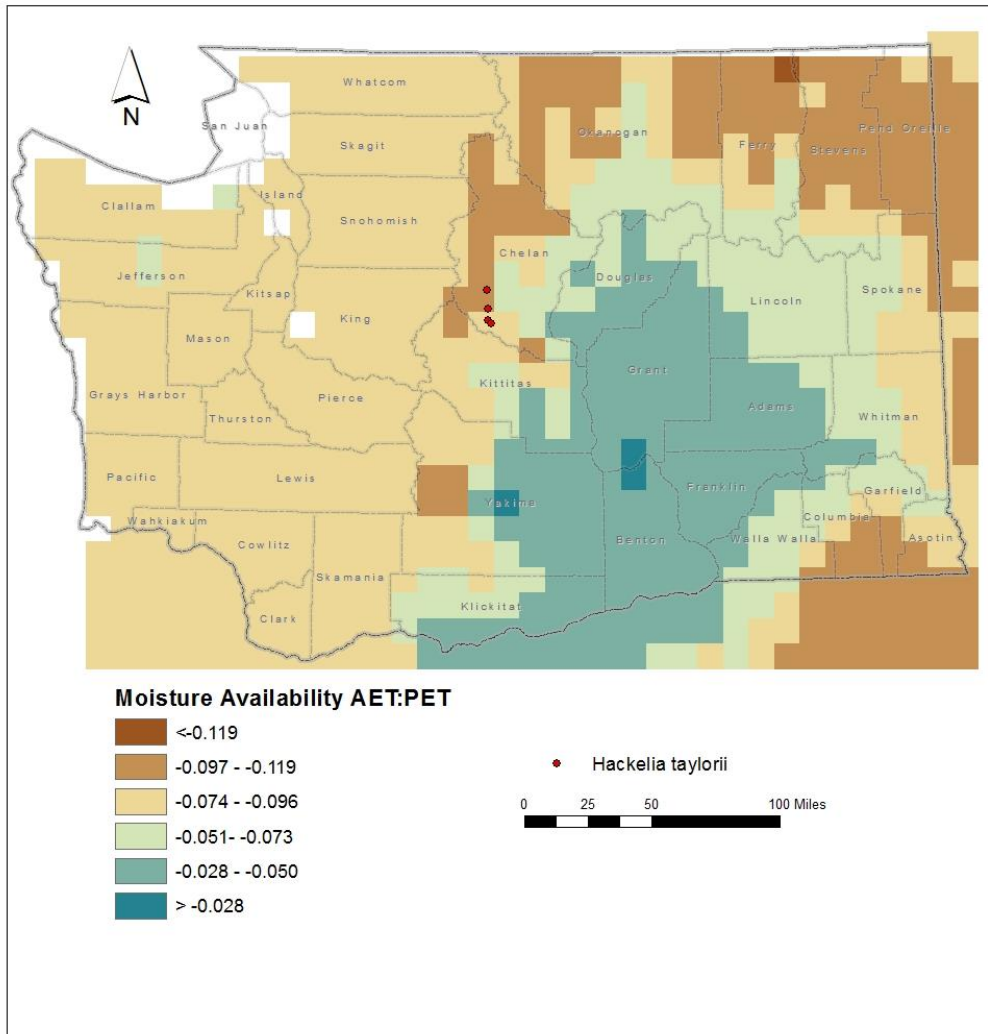 N
Whatcom
San Juan
Okanogan
Pend Oreille
Skagit
Ferry
Stevens
Island
Clallam
Snohomish
Chelan
Jefferson
Douglas
Kitsap
Lincoln
Spokane
King
Mason
Grant
Kittitas
Grays Harbor
Pierce
Adams
Thurston
Whitman
Pacific
Lewis
Franklin
Garfield
Yakima
Columbia
Wahkiakum
Benton
Walla Walla
Asotin
Cowlitz
Skamania
Klickitat
Clark
Moisture Availability AET:PET
<-0.119
-0.097 - -0.119
-0.074 - -0.096
-0.051- -0.073
-0.028 - -0.050
> -0.028
Hackelia taylorii
0 25 50 100 Miles